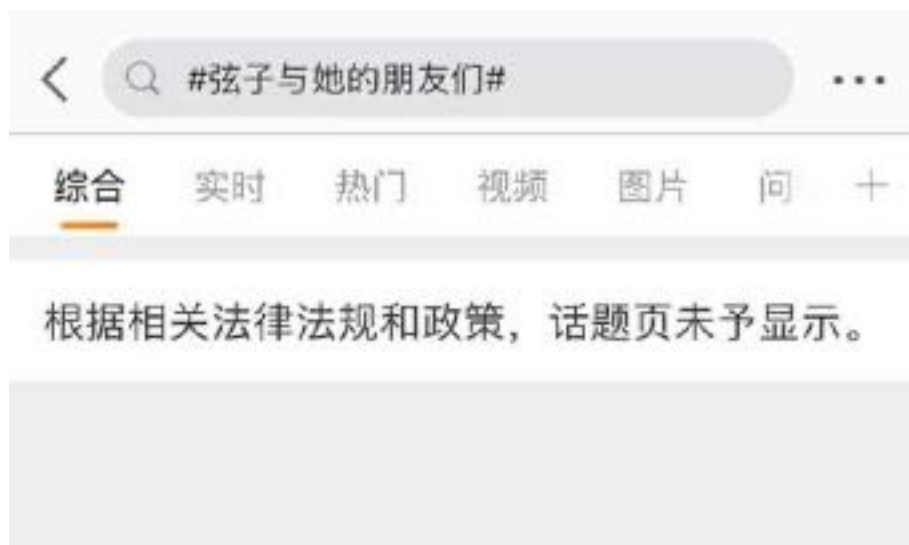 #弦子与她的朋友们#
综合 实时 热门 视频 图片 问
根据相关法律法规和政策，话题页未予显示。